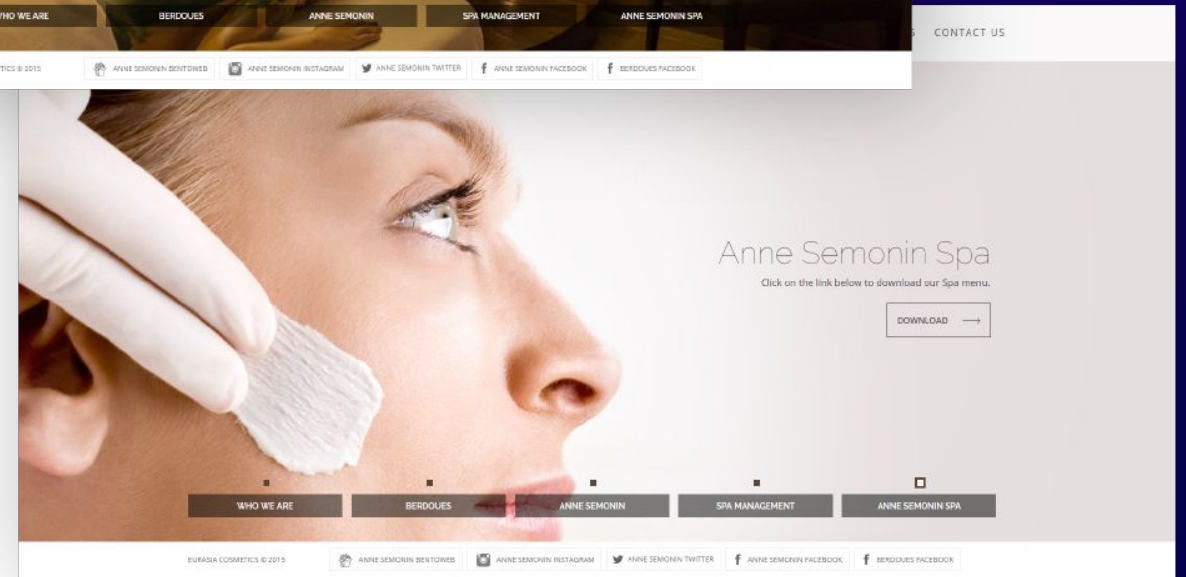 WHO WE ARE BERDOUES ANNE SEMONIN SPA MANAGEMENT ANNE SEMONIN SPA
© 2015 ANNE SEMONIN BENTOWEB ANNE SEMONIN INSTAGRAM ANNE SEMONIN TWITTER ANNE SEMONIN FACEBOOK BERDOUES FACEBOOK
CONTACT US
Anne Semonin Spa
Click on the link below to download our Spa menu.
DOWNLOAD
WHO WE ARE BERDOUES ANNE SEMONIN SPA MANAGEMENT ANNE SEMONIN SPA
EURASIA COSMETICS © 2015 ANNE SEMONIN BENTOWEB ANNE SEMONIN INSTAGRAM ANNE SEMONIN TWITTER ANNE SEMONIN FACEBOOK BERDOUES FACEBOOK